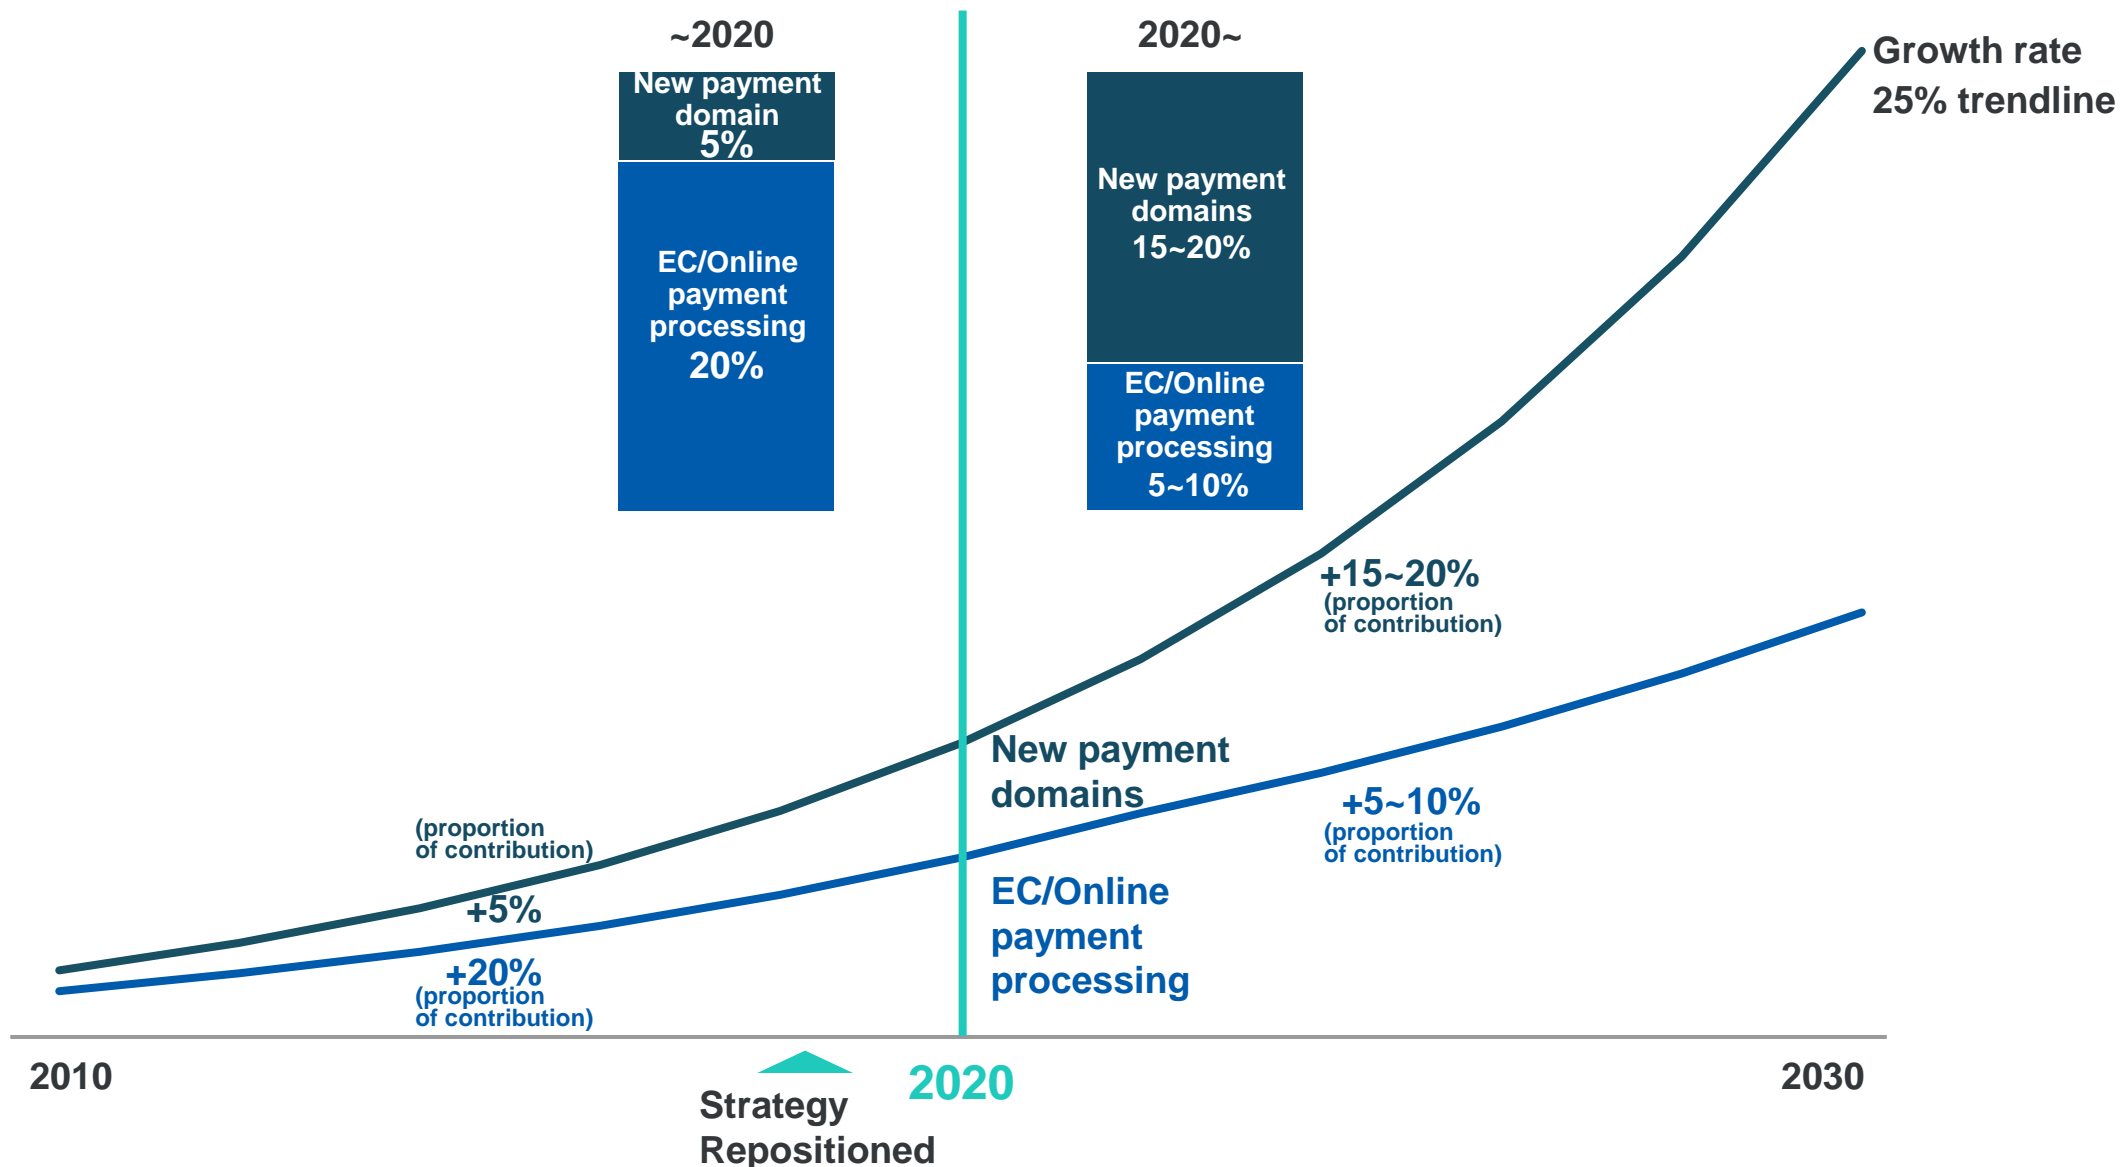 ~2020
New payment
domain
5%
EC/Online
payment
processing
20%
2020~
New payment
domains
15~20%
EC/Online
payment
processing
5~10%
Growth rate
25% trendline
+15~20%
(proportion
of contribution)
New payment
domains
+5~10%
(proportion
of contribution)
(proportion
of contribution)
+5%
EC/Online
payment
processing
+20%
(proportion
of contribution)
2010
2020
2030
Strategy
Repositioned